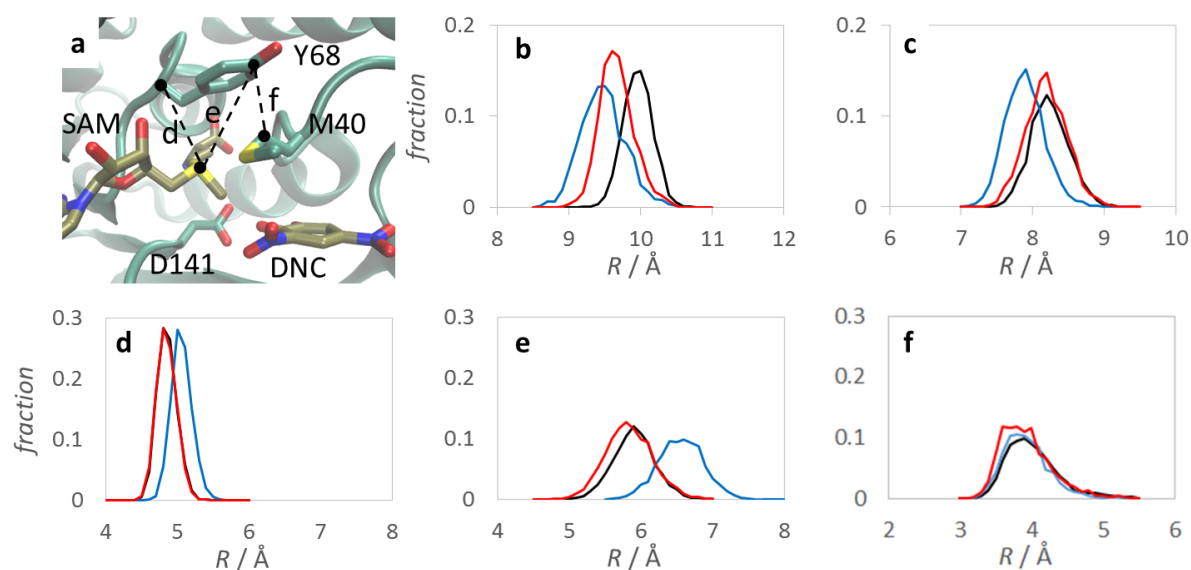 a
Y68
SAM
d
e
f
M40
D141
DNC
b
fraction
0.2
0.1
0
8 9 10 11 12
R / Å
c
0.2
0.1
0
6 7 8 9 10
R / Å
d
fraction
0.3
0.2
0.1
0
4 5 6 7 8
R / Å
e
0.3
0.2
0.1
0
4 5 6 7 8
R / Å
f
0.3
0.2
0.1
0
2 3 4 5 6
R / Å